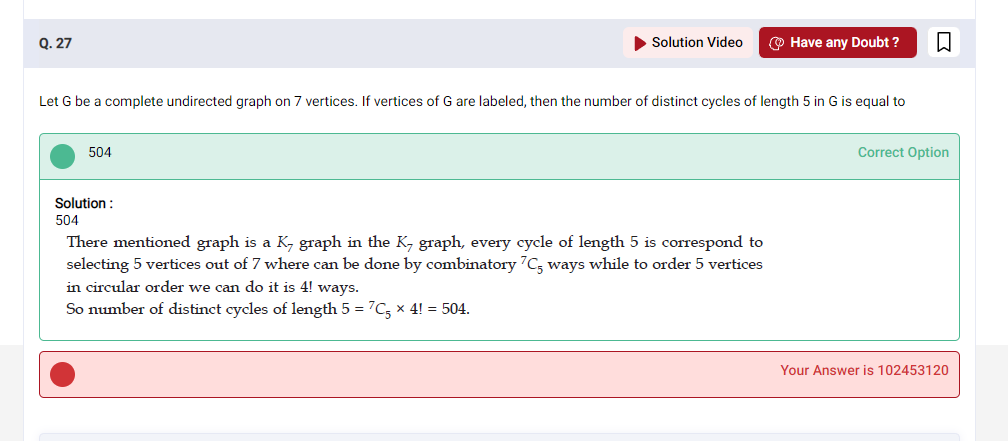 Q. 27
Solution Video
Have any Doubt ?
Let G be a complete undirected graph on 7 vertices. If vertices of G are labeled, then the number of distinct cycles of length 5 in G is equal to
504
Correct Option
Solution :
504
There mentioned graph is a K₇ graph in the K₇ graph, every cycle of length 5 is correspond to
selecting 5 vertices out of 7 where can be done by combinatory ⁷C₅ ways while to order 5 vertices
in circular order we can do it is 4! ways.
So number of distinct cycles of length 5 = ⁷C₅ × 4! = 504.
Your Answer is 102453120